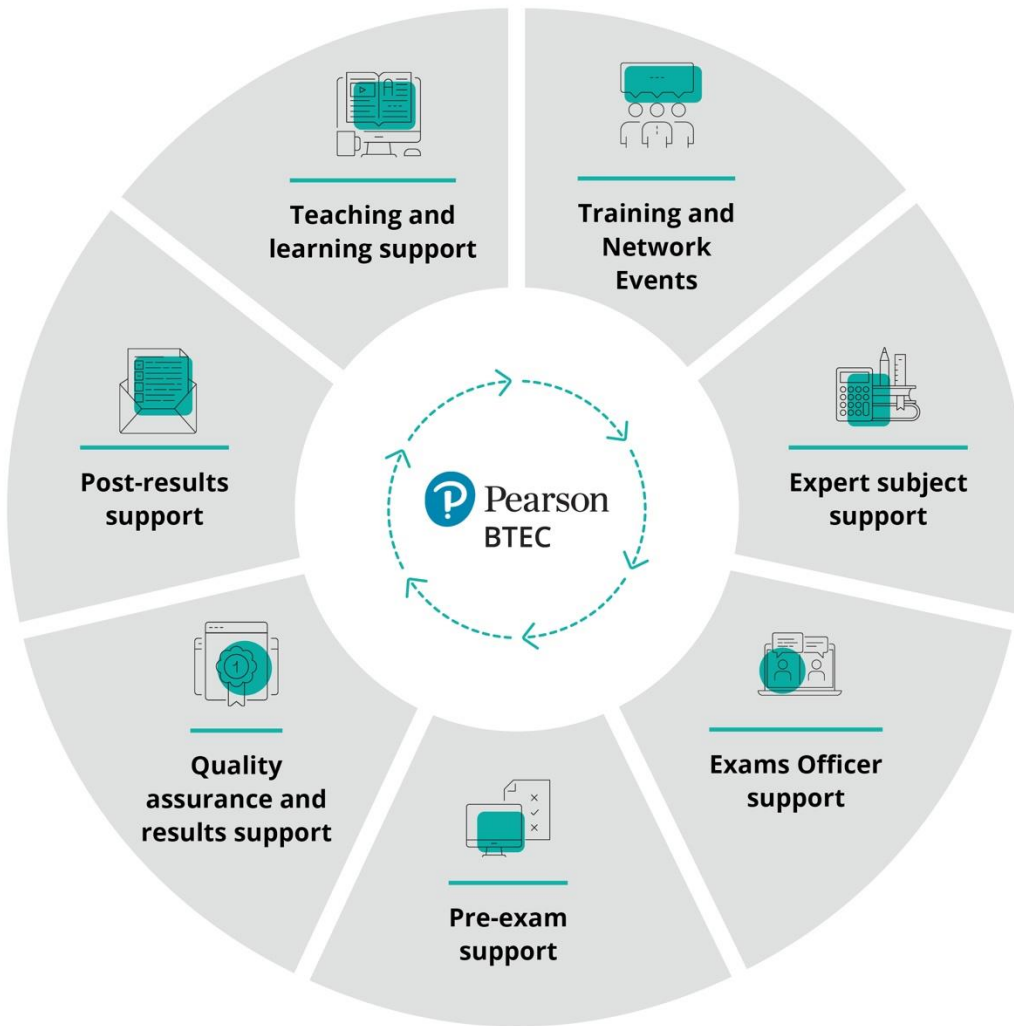 Teaching and
learning support
Training and
Network
Events
Expert subject
support
Exams Officer
support
Pre-exam
support
Quality
assurance and
results support
1
Post-results
support
Pearson
BTEC